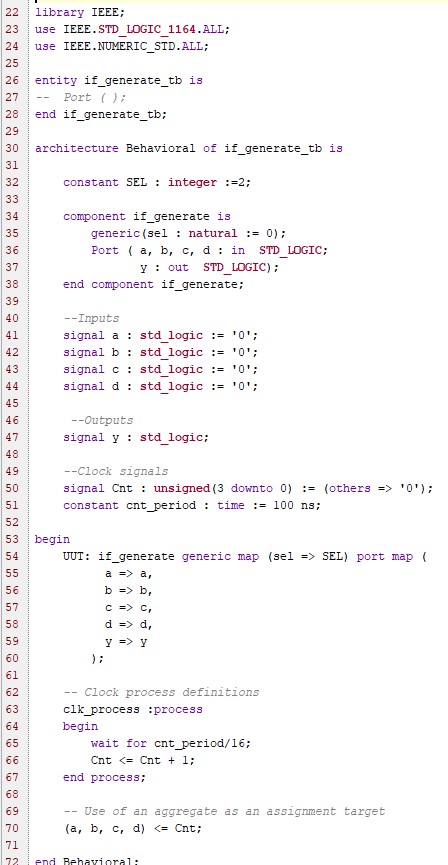 22 library IEEE;
23 use IEEE.STD_LOGIC_1164.ALL;
24 use IEEE.NUMERIC_STD.ALL;
25
26 entity if_generate_tb is
27 --  Port ( );
28 end if_generate_tb;
29
30 architecture Behavioral of if_generate_tb is
31
32     constant SEL : integer :=2;
33
34     component if_generate is
35         generic(sel : natural := 0);
36         Port ( a, b, c, d : in  STD_LOGIC;
37                y : out  STD_LOGIC);
38     end component if_generate;
39
40     --Inputs
41     signal a : std_logic := '0';
42     signal b : std_logic := '0';
43     signal c : std_logic := '0';
44     signal d : std_logic := '0';
45
46      --Outputs
47     signal y : std_logic;
48
49     --Clock signals
50     signal Cnt : unsigned(3 downto 0) := (others => '0');
51     constant cnt_period : time := 100 ns;
52
53 begin
54     UUT: if_generate generic map (sel => SEL) port map (
55           a => a,
56           b => b,
57           c => c,
58           d => d,
59           y => y
60         );
61
62     -- Clock process definitions
63     clk_process :process
64     begin
65         wait for cnt_period/16;
66         Cnt <= Cnt + 1;
67     end process;
68
69     -- Use of an aggregate as an assignment target
70     (a, b, c, d) <= Cnt;
71
72 end Behavioral;